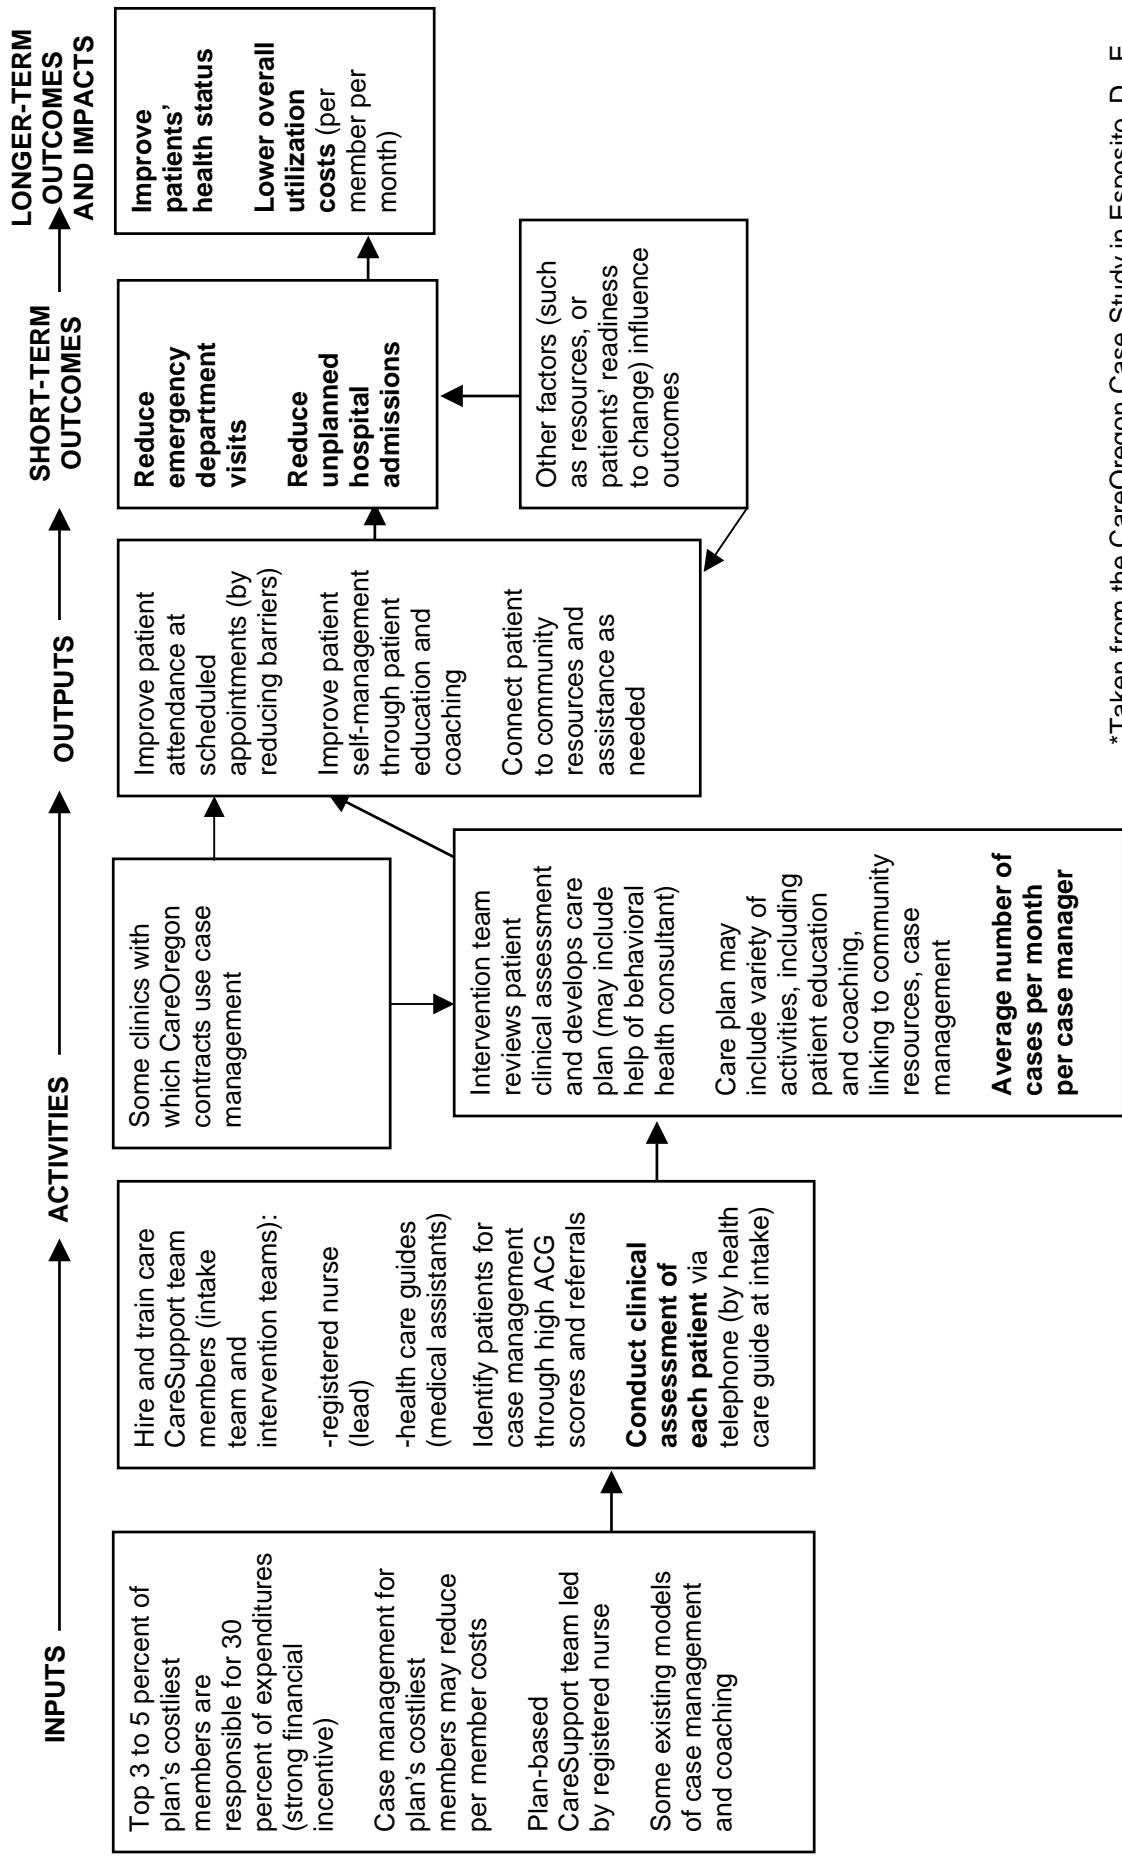 INPUTS
ACTIVITIES
OUTPUTS
SHORT-TERM
OUTCOMES
LONGER-TERM
OUTCOMES
AND IMPACTS
Top 3 to 5 percent of
plan’s costliest
members are
responsible for 30
percent of expenditures
(strong financial
incentive)
Case management for
plan’s costliest
members may reduce
per member costs
Plan-based
CareSupport team led
by registered nurse
Some existing models
of case management
and coaching
Hire and train care
CareSupport team
members (intake
team and
intervention teams):
-registered nurse
(lead)
-health care guides
(medical assistants)
Identify patients for
case management
through high ACG
scores and referrals
Conduct clinical
assessment of
each patient via
telephone (by health
care guide at intake)
Some clinics with
which CareOregon
contracts use case
management
Intervention team
reviews patient
clinical assessment
and develops care
plan (may include
help of behavioral
health consultant)
Care plan may
include variety of
activities, including
patient education
and coaching,
linking to community
resources, case
management
Average number of
cases per month
per case manager
Improve patient
attendance at
scheduled
appointments (by
reducing barriers)
Improve patient
self-management
through patient
education and
coaching
Connect patient
to community
resources and
assistance as
needed
Reduce
emergency
department
visits
Reduce
unplanned
hospital
admissions
Other factors (such
as resources, or
patients’ readiness
to change) influence
outcomes
Improve
patients’
health status
Lower overall
utilization
costs (per
member per
month)
*Taken from the CareOregon Case Study in Esposito, D., E